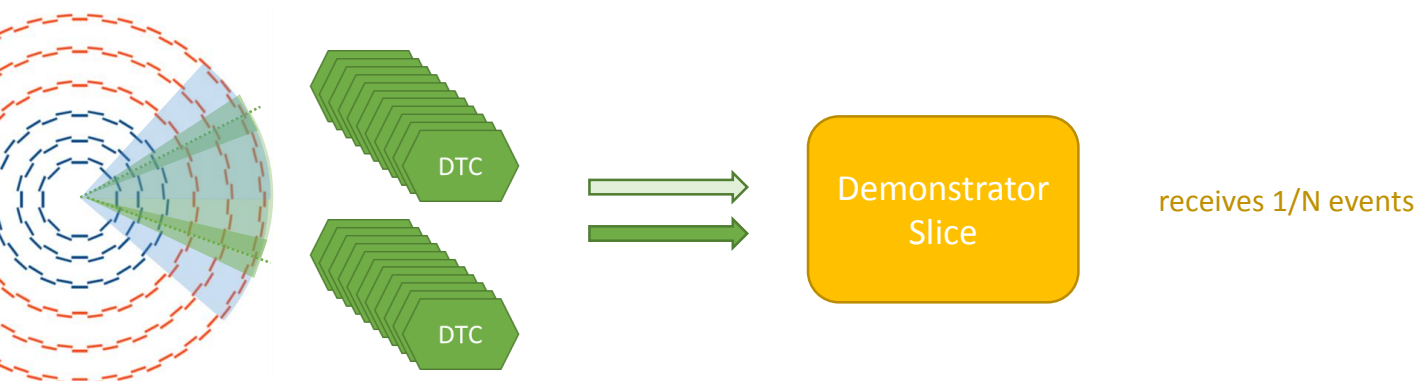 DTC
DTC
Demonstrator
Slice
receives 1/N events